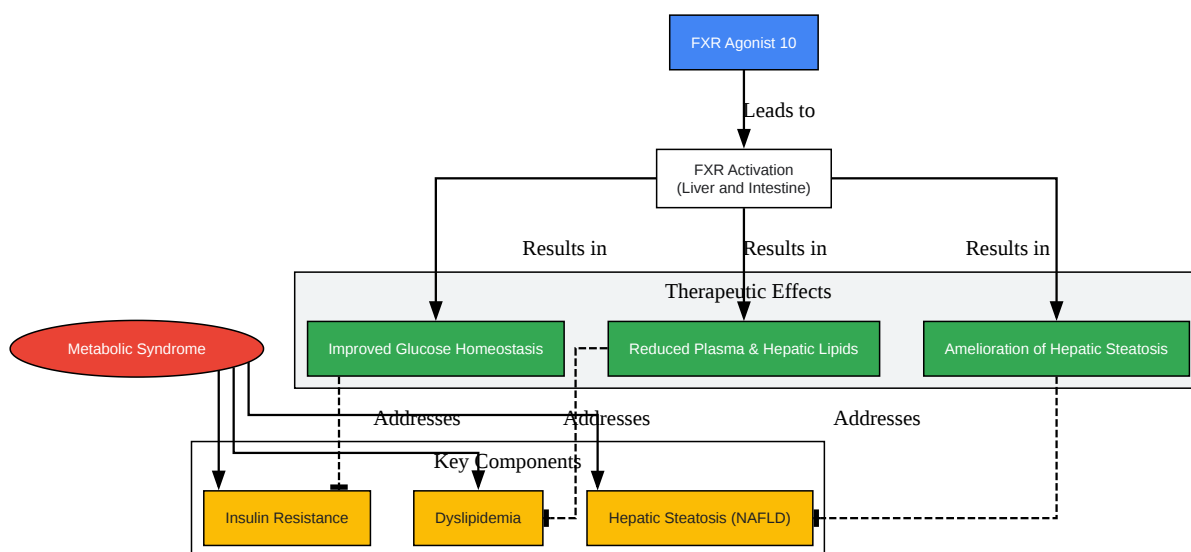 FXR Agonist 10
Leads to
FXR Activation
(Liver and Intestine)
Results in
Results in
Results in
Therapeutic Effects
Metabolic Syndrome
Improved Glucose Homeostasis
Reduced Plasma & Hepatic Lipids
Amelioration of Hepatic Steatosis
Addresses
Addresses
Addresses
Key Components
Insulin Resistance
Dyslipidemia
Hepatic Steatosis (NAFLD)